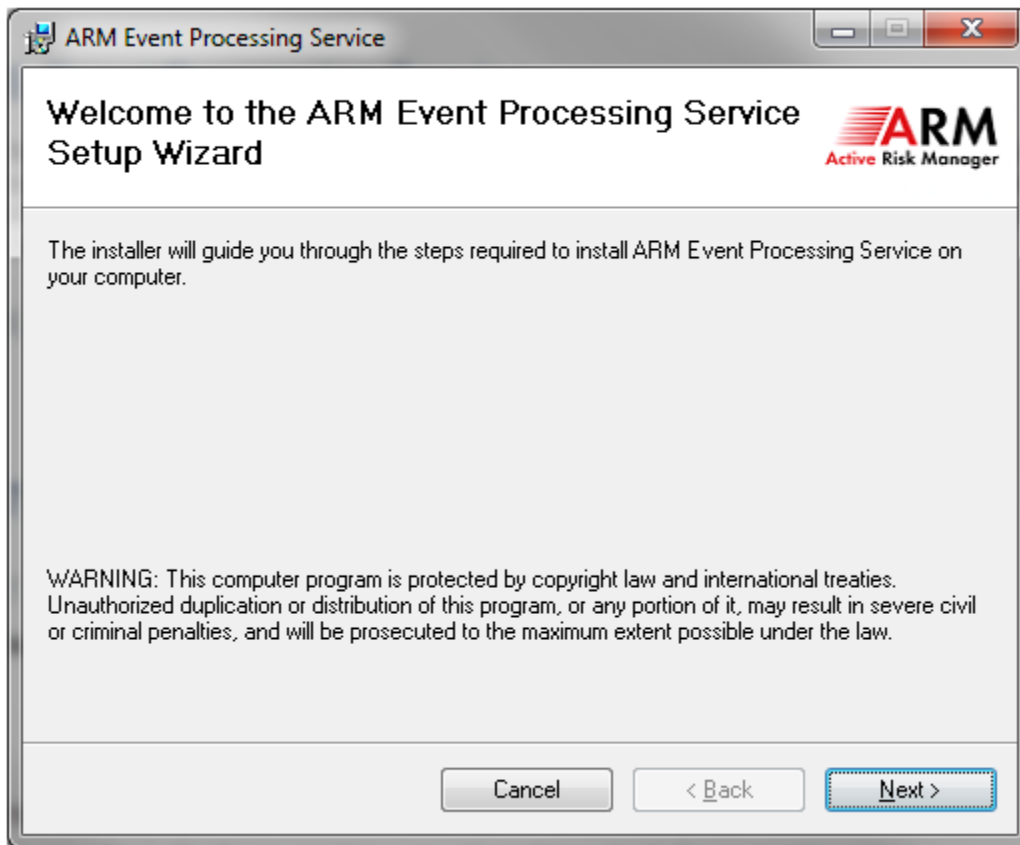 ARM Event Processing Service
Welcome to the ARM Event Processing Service
Setup Wizard
ARM
Active Risk Manager
The installer will guide you through the steps required to install ARM Event Processing Service on
your computer.
WARNING: This computer program is protected by copyright law and international treaties.
Unauthorized duplication or distribution of this program, or any portion of it, may result in severe civil
or criminal penalties, and will be prosecuted to the maximum extent possible under the law.
Cancel
< Back
Next >